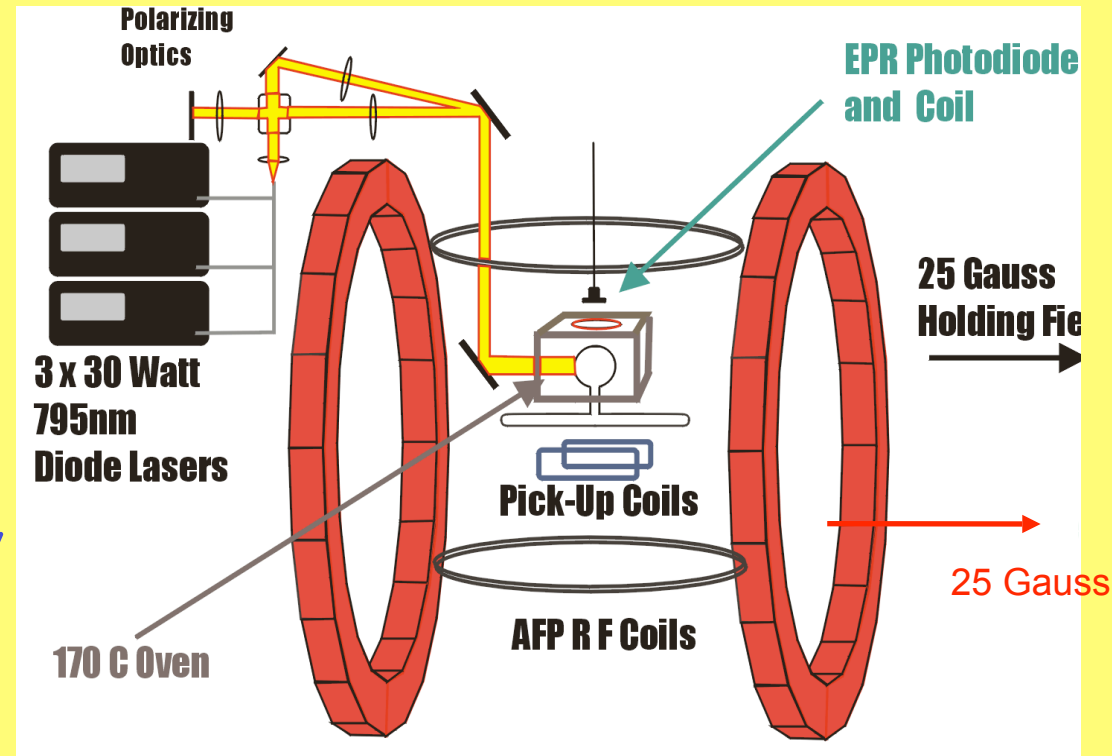 Polarizing
Optics
EPR Photodiode
and Coil
25 Gauss
Holding Fie
3 x 30 Watt
795nm
Diode Lasers
Pick-Up Coils
25 Gauss
AFP R F Coils
170 C Oven